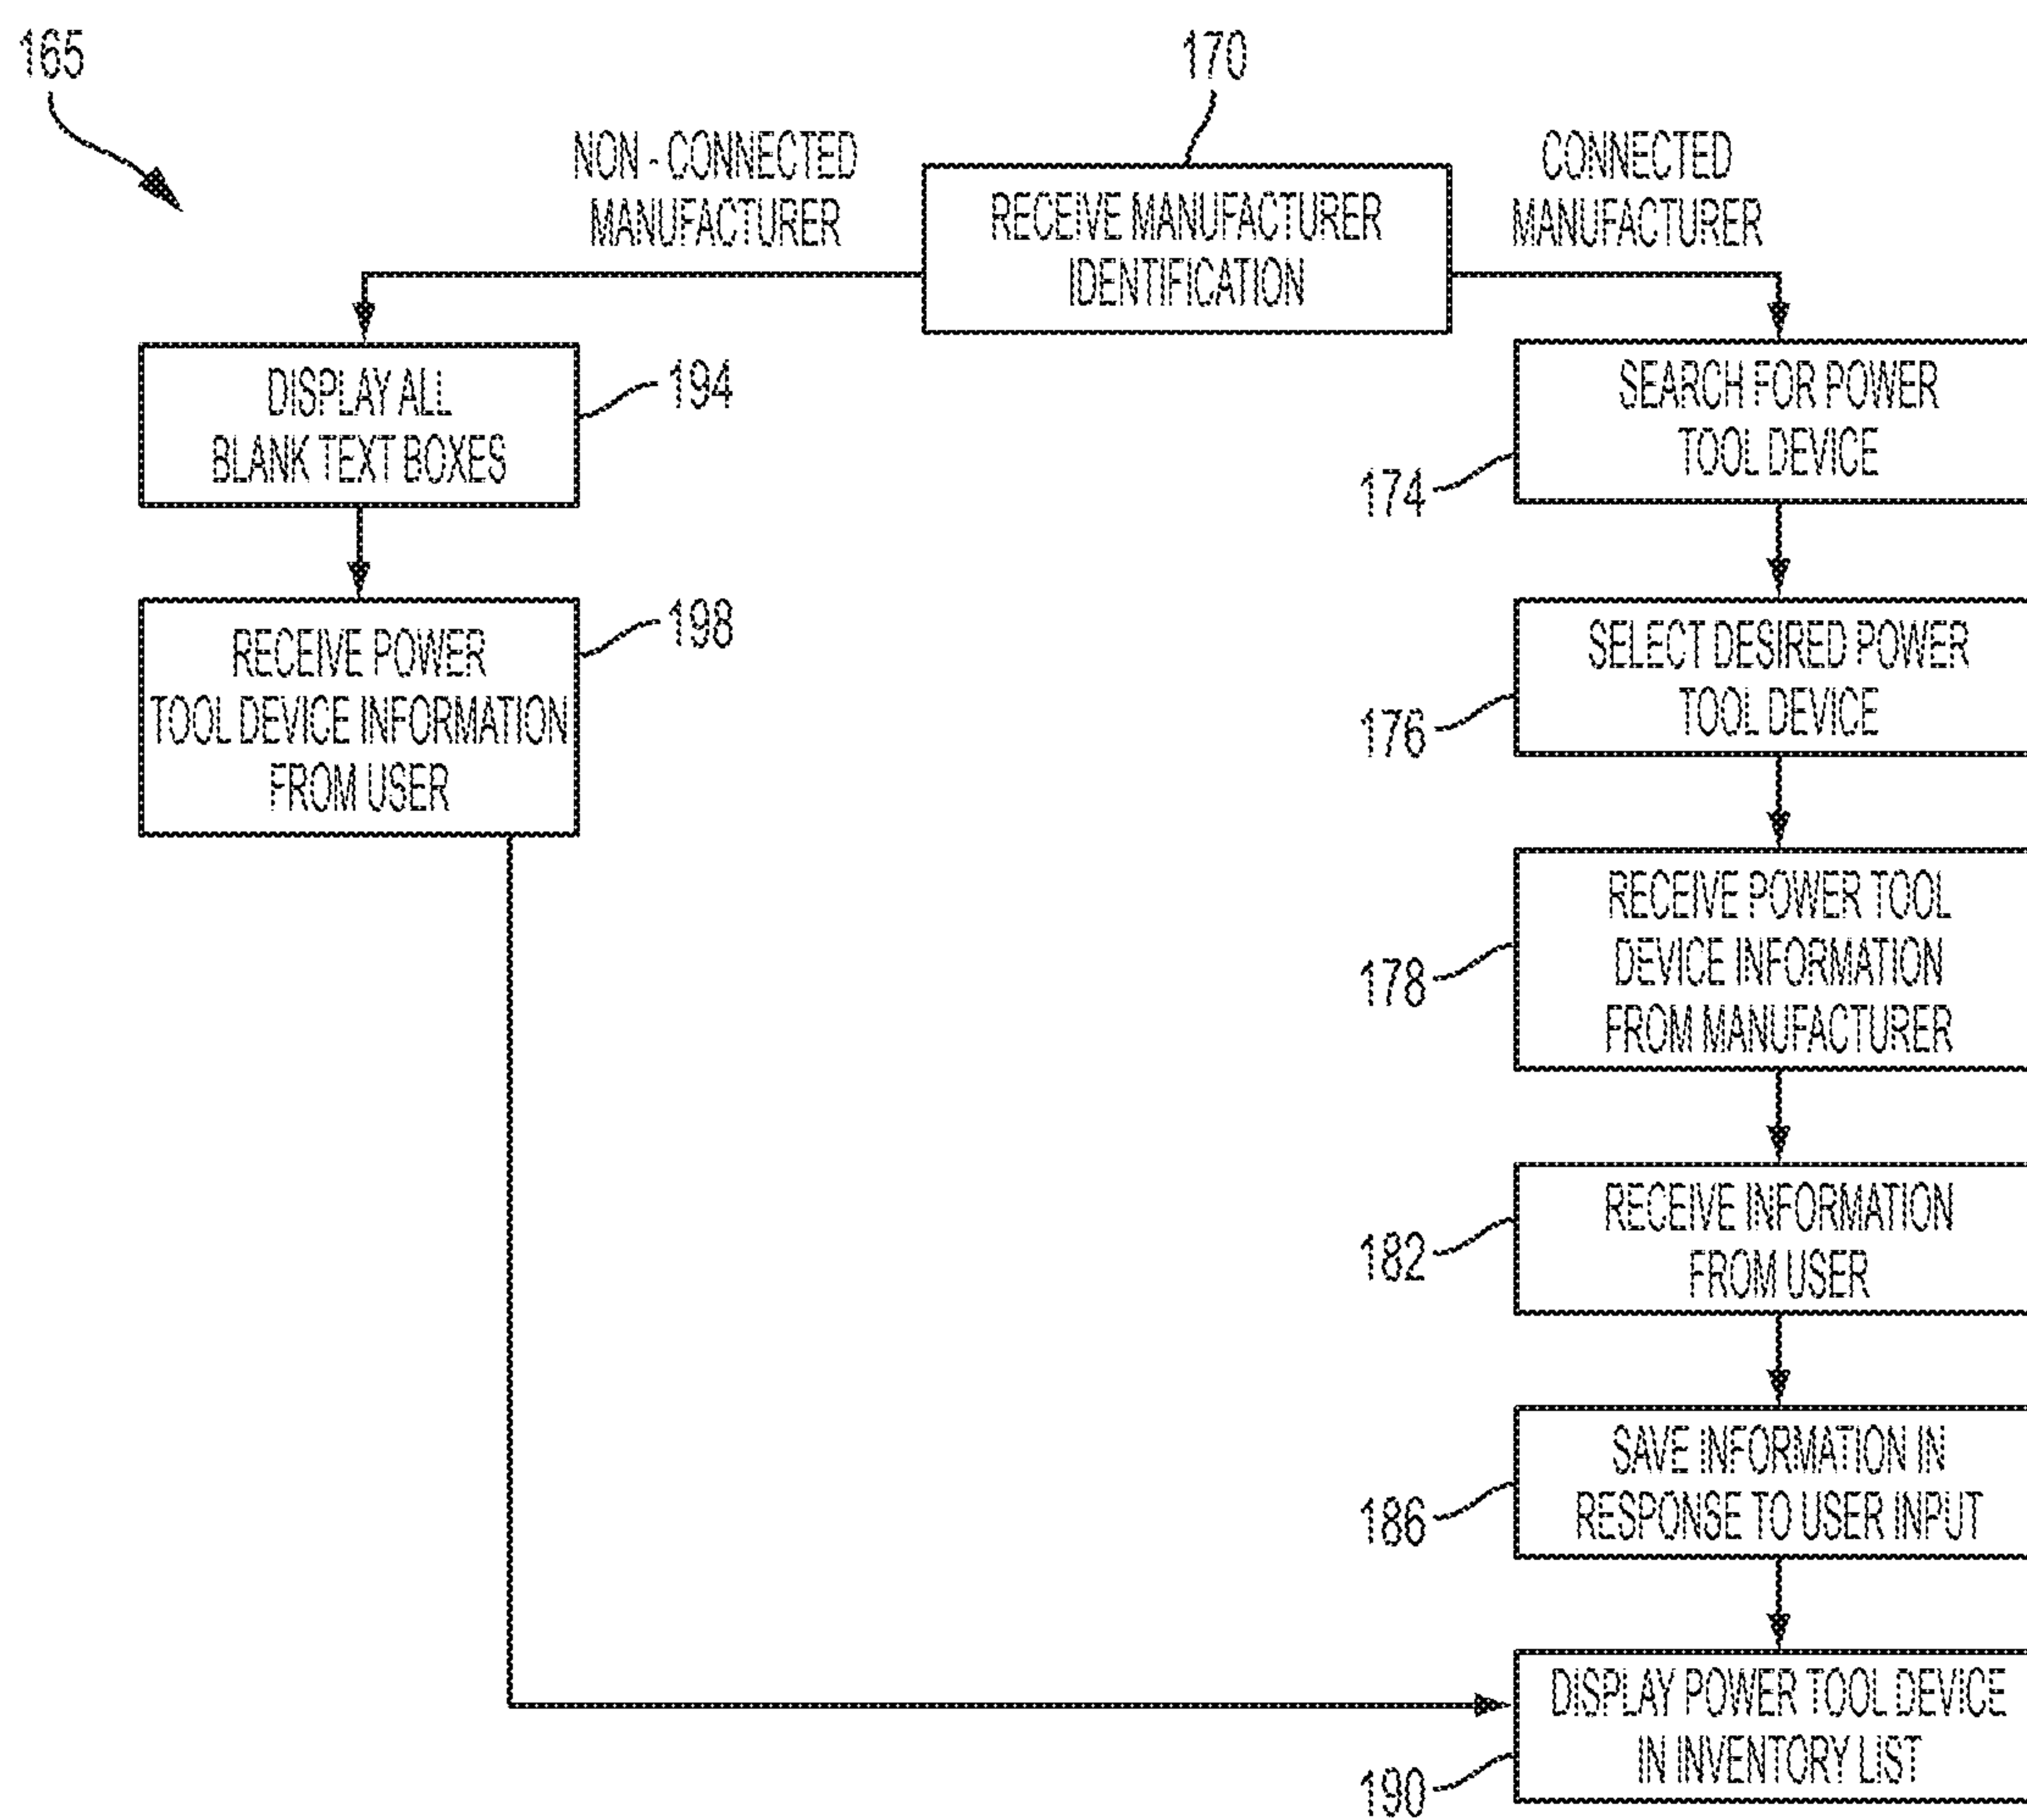 165
170
NON - CONNECTED
MANUFACTURER
RECEIVE MANUFACTURER
IDENTIFICATION
CONNECTED
MANUFACTURER
DISPLAY ALL
BLANK TEXT BOXES
194
SEARCH FOR POWER
TOOL DEVICE
174
RECEIVE POWER
TOOL DEVICE INFORMATION
FROM USER
198
SELECT DESIRED POWER
TOOL DEVICE
176
RECEIVE POWER TOOL
DEVICE INFORMATION
FROM MANUFACTURER
178
RECEIVE INFORMATION
FROM USER
182
SAVE INFORMATION IN
RESPONSE TO USER INPUT
186
DISPLAY POWER TOOL DEVICE
IN INVENTORY LIST
190